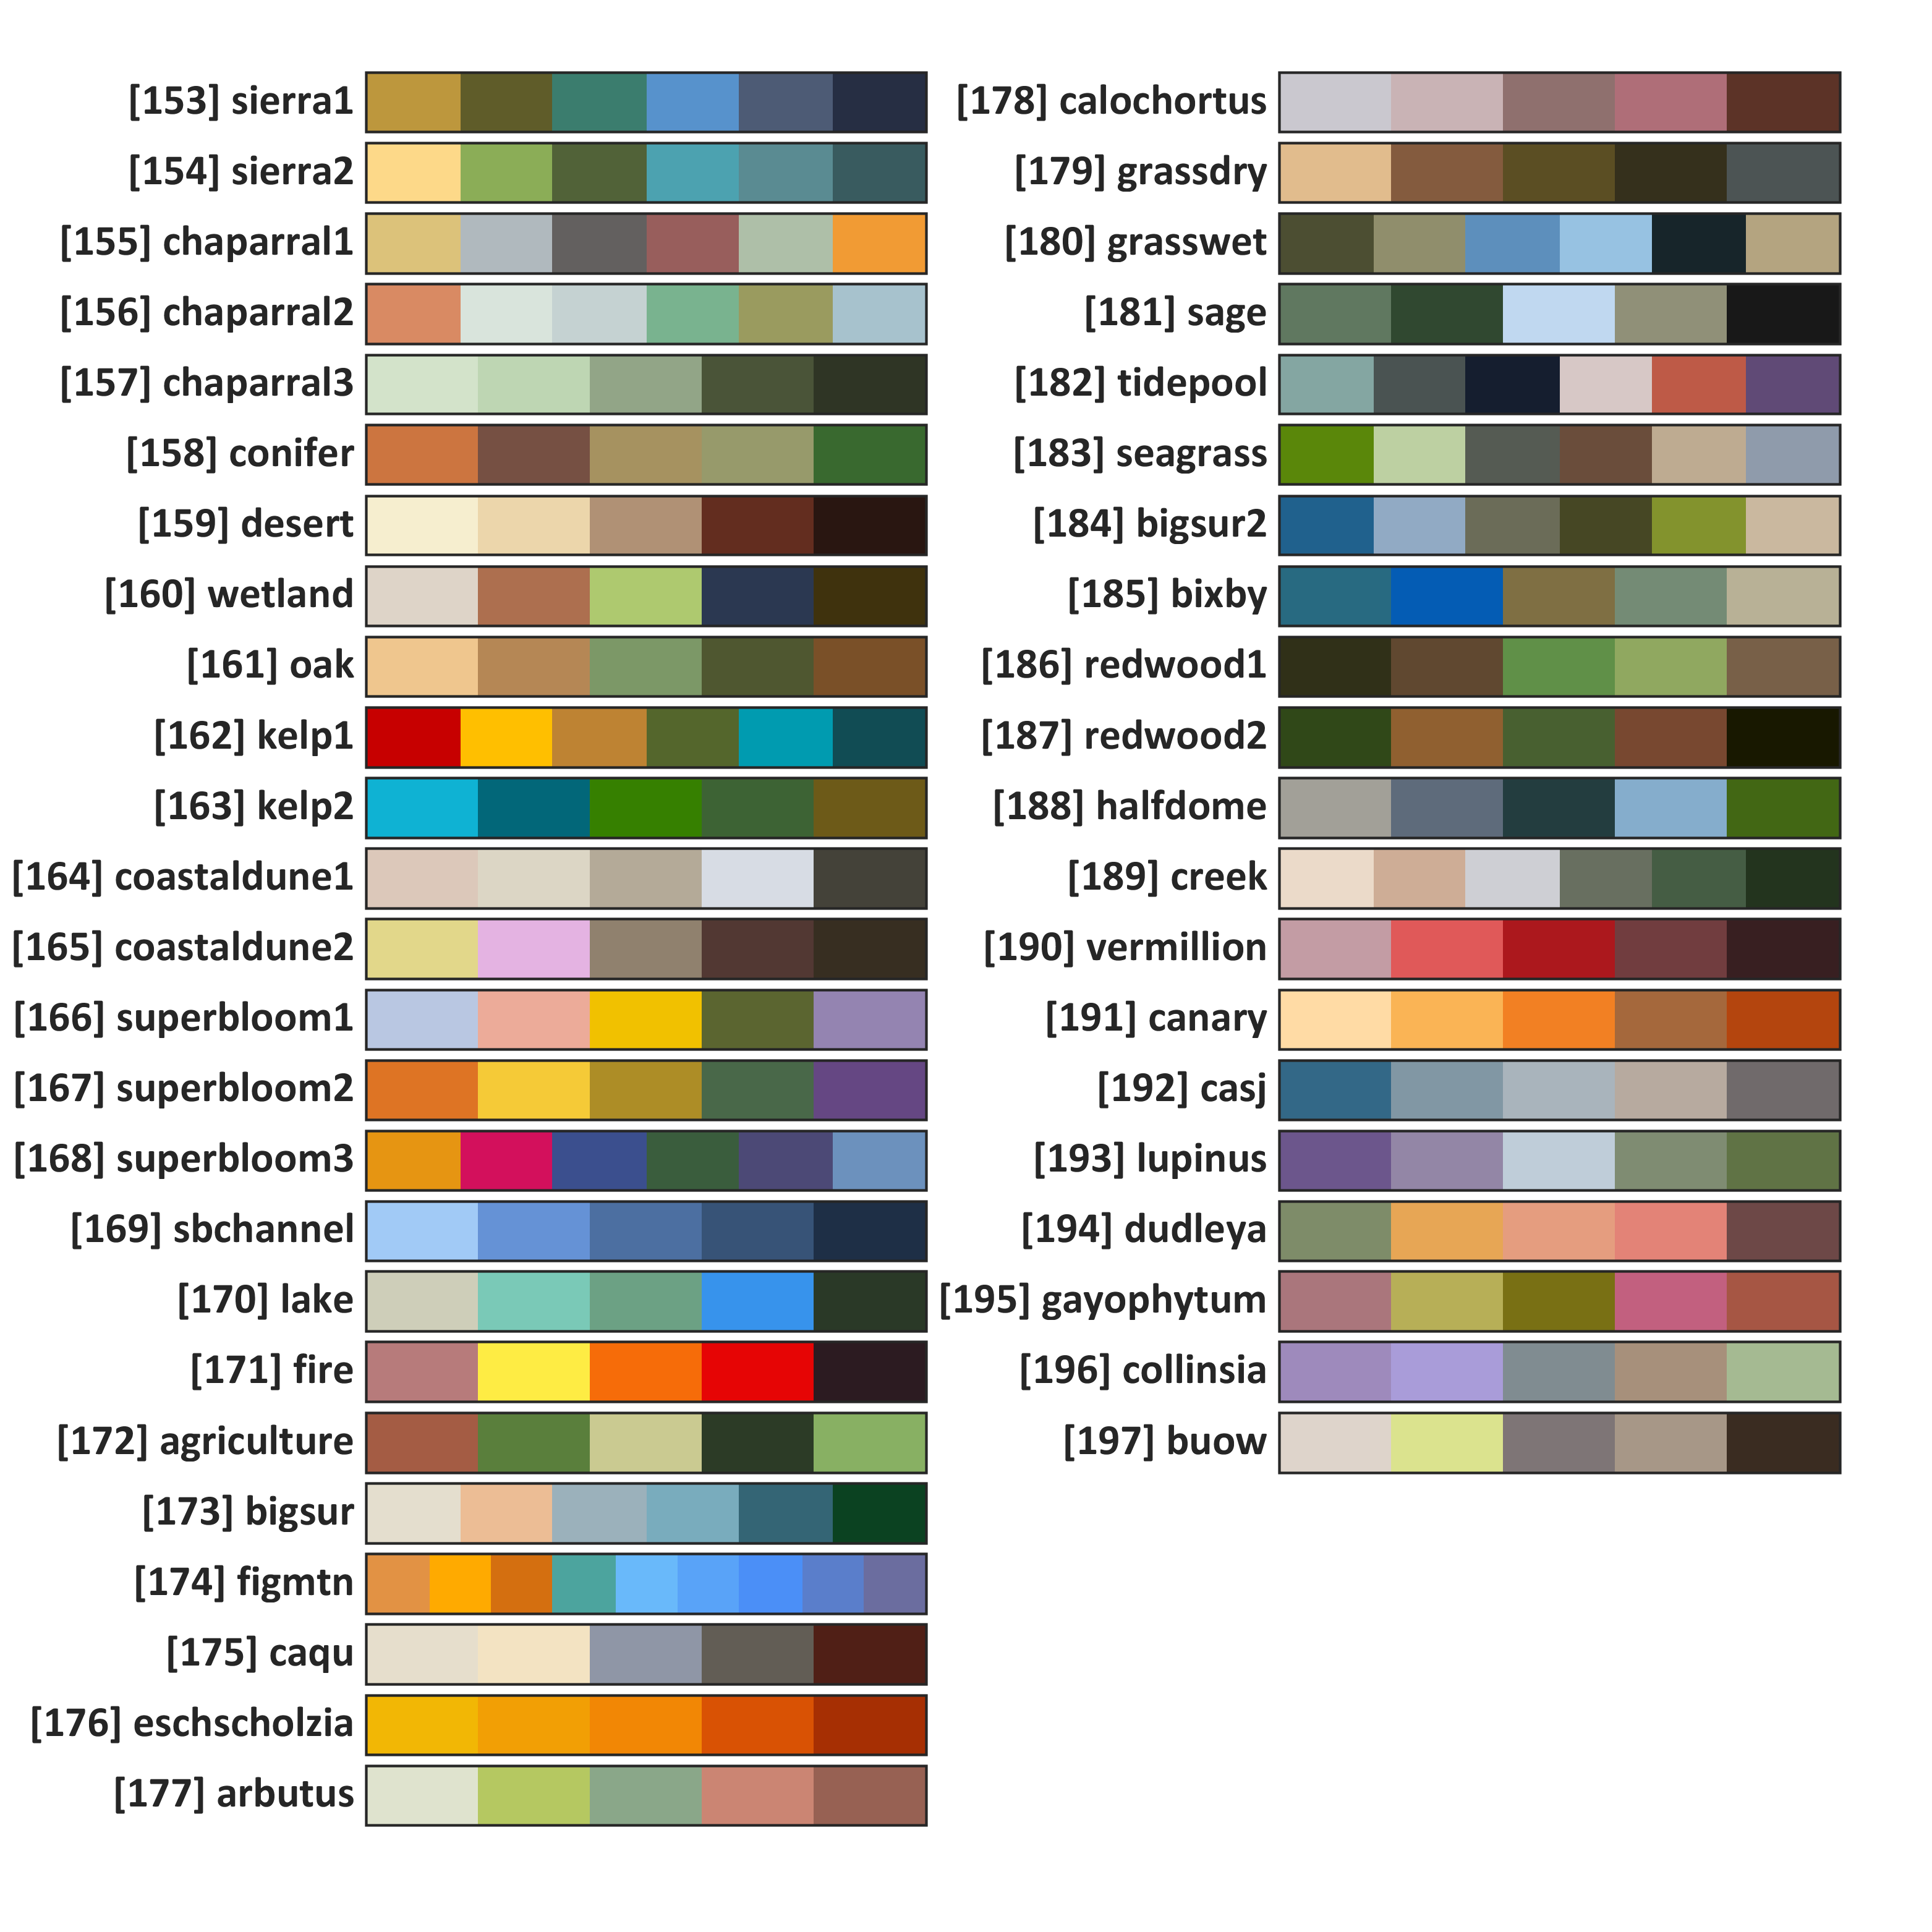 [153] sierra1
[154] sierra2
[155] chaparral1
[156] chaparral2
[157] chaparral3
[158] conifer
[159] desert
[160] wetland
[161] oak
[162] kelp1
[163] kelp2
[164] coastaldune1
[165] coastaldune2
[166] superbloom1
[167] superbloom2
[168] superbloom3
[169] sbchannel
[170] lake
[171] fire
[172] agriculture
[173] bigsur
[174] figmtn
[175] caqu
[176] eschscholzia
[177] arbutus
[178] calochortus
[179] grassdry
[180] grasswet
[181] sage
[182] tidepool
[183] seagrass
[184] bigsur2
[185] bixby
[186] redwood1
[187] redwood2
[188] halfdome
[189] creek
[190] vermillion
[191] canary
[192] casj
[193] lupinus
[194] dudleya
[195] gayophytum
[196] collinsia
[197] buow